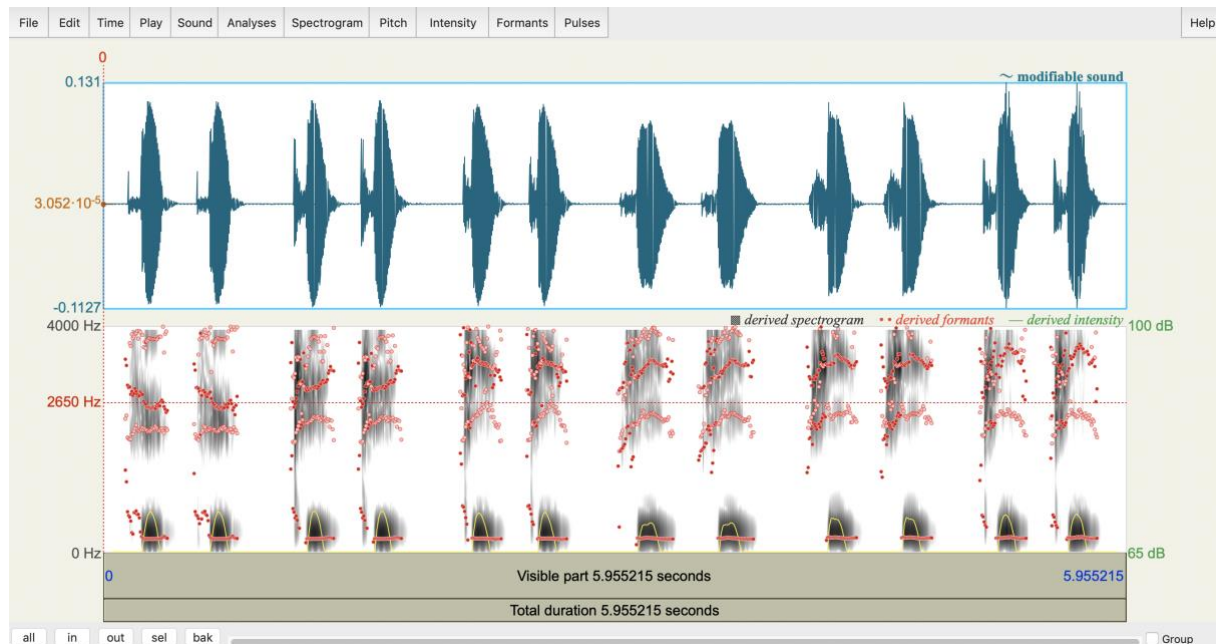 File Edit Time Play Sound Analyses Spectrogram Pitch Intensity Formants Pulses Help
0
0.131
~ modifiable sound
3.052·10-5
-0.1127
derived spectrogram derived formants derived intensity
4000 Hz 100 dB
2650 Hz
0 Hz 65 dB
0 Visible part 5.955215 seconds 5.955215
Total duration 5.955215 seconds
all in out sel bak Group